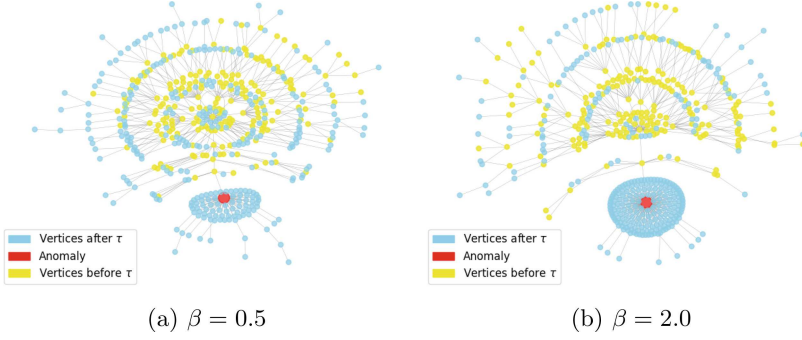 Vertices after τ
Anomaly
Vertices before τ
Vertices after τ
Anomaly
Vertices before τ
(a) β = 0.5
(b) β = 2.0